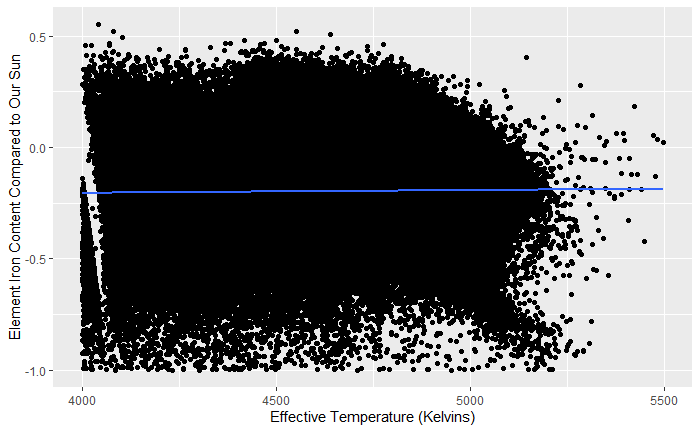 Element Iron Content Compared to Our Sun
0.5
0.0
-0.5
-1.0
4000 4500 5000 5500
Effective Temperature (Kelvins)